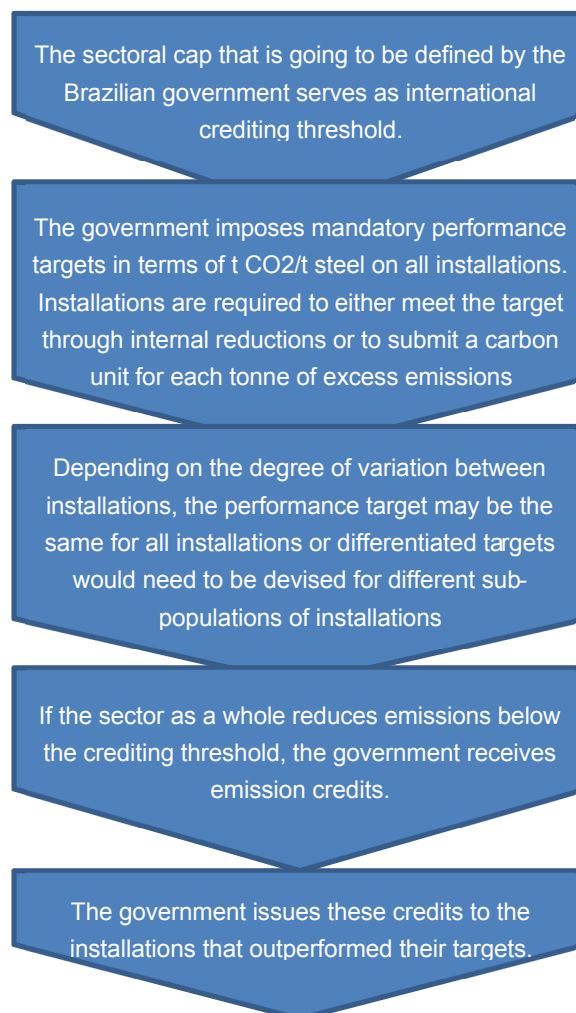 The sectoral cap that is going to be defined by the
Brazilian government serves as international
crediting threshold.
The government imposes mandatory performance
targets in terms of t CO2/t steel on all installations.
Installations are required to either meet the target
through internal reductions or to submit a carbon
unit for each tonne of excess emissions
Depending on the degree of variation between
installations, the performance target may be the
same for all installations or differentiated targets
would need to be devised for different sub-
populations of installations
If the sector as a whole reduces emissions below
the crediting threshold, the government receives
emission credits.
The government issues these credits to the
installations that outperformed their targets.